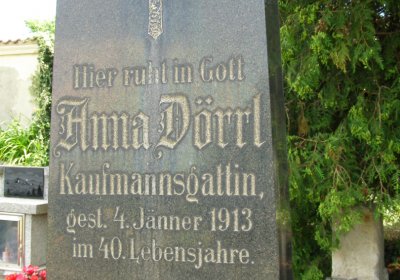 Hier ruht in Gott
Anna Dörrl
Kaufmannsgattin,
gest. 4. Jänner 1913
im 40. Lebensjahre.